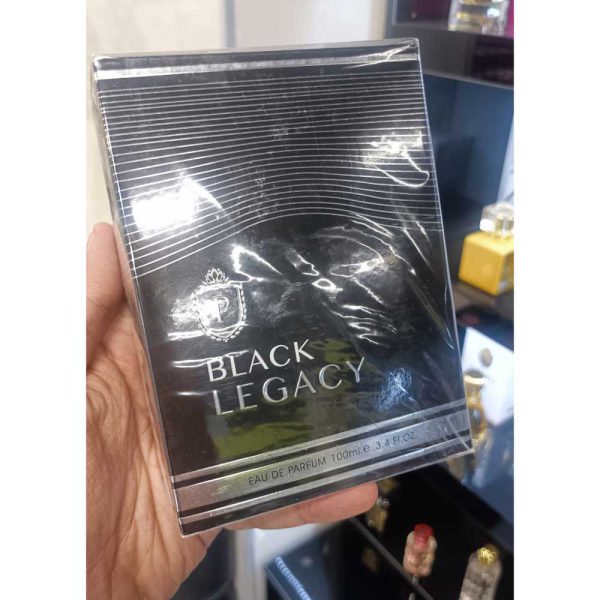 P
BLACK
LEGACY
EAU DE PARFUM 100ml e 3.4 FL.OZ.